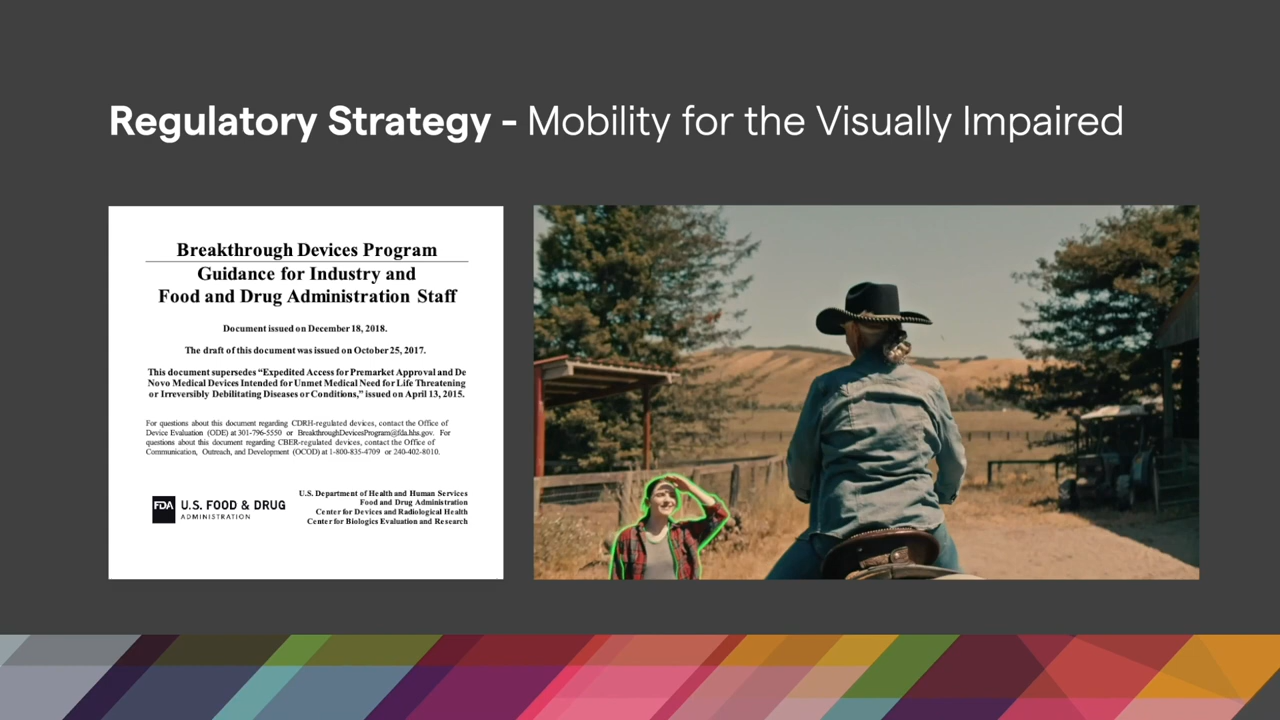 Regulatory Strategy - Mobility for the Visually Impaired
Breakthrough Devices Program
Guidance for Industry and
Food and Drug Administration Staff
Document issued on December 18, 2018.
The draft of this document was issued on October 25, 2017.
This document supersedes “Expedited Access for Premarket Approval and De
Novo Medical Devices Intended for Unmet Medical Need for Life Threatening
or Irreversibly Debilitating Diseases or Conditions,” issued on April 13, 2015.
For questions about this document regarding CDRH-regulated devices, contact the Office of
Device Evaluation (ODE) at 301-796-5550 or BreakthroughDevicesProgram@fda.hhs.gov. For
questions about this document regarding CBER-regulated devices, contact the Office of
Communication, Outreach, and Development (OCOD) at 1-800-835-4709 or 240-402-8010.
FDA U.S. FOOD & DRUG
ADMINISTRATION
U.S. Department of Health and Human Services
Food and Drug Administration
Center for Devices and Radiological Health
Center for Biologics Evaluation and Research